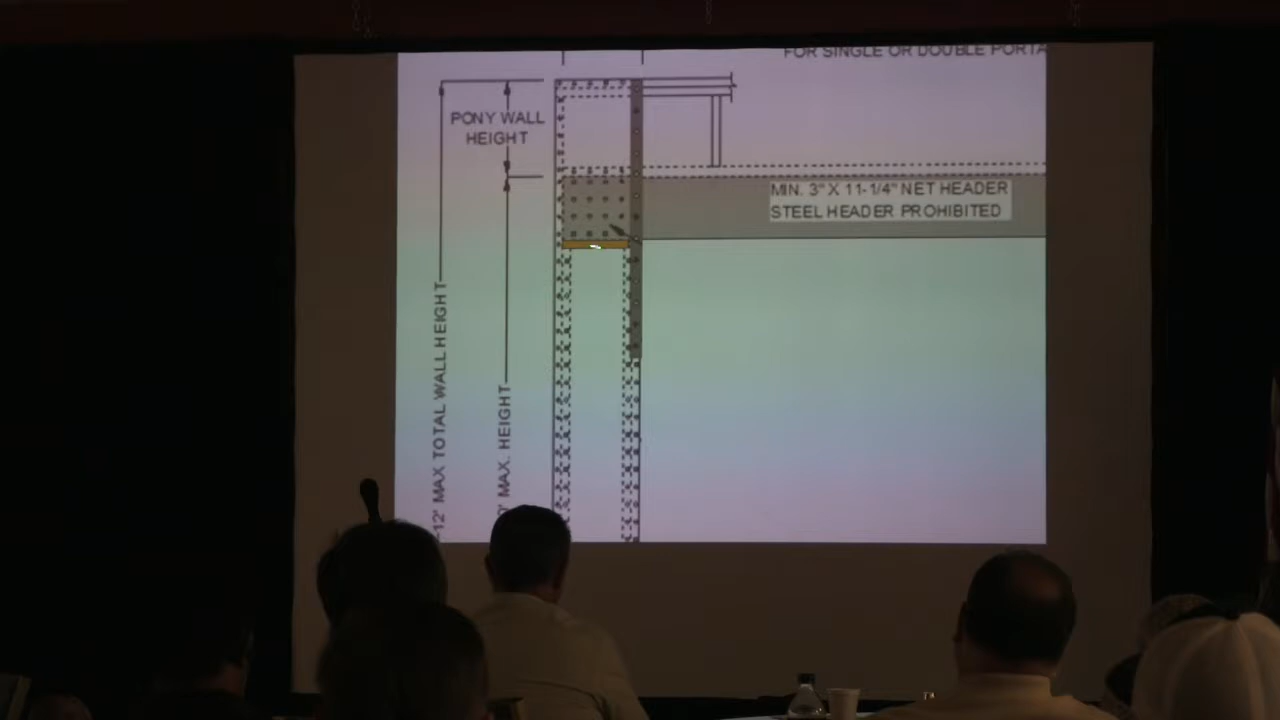 FOR SINGLE OR DOUBLE
PONY WALL
HEIGHT
MIN. 3" X 11-1/4" NET HEADER
STEEL HEADER PROHIBITED
12' MAX TOTAL WALL HEIGHT
MAX. HEIGHT